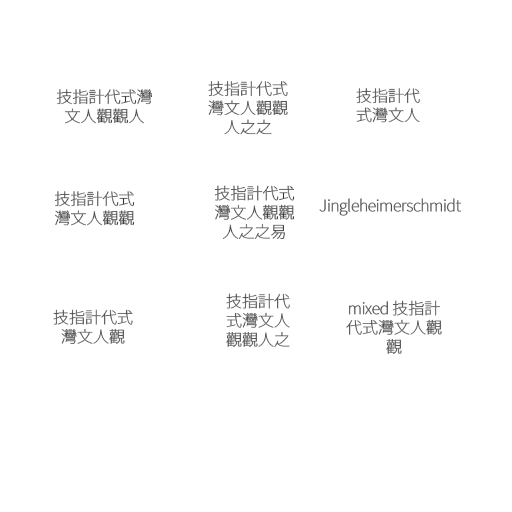 技指計代式灣
文人觀觀人
技指計代式
灣文人觀觀
人之之
技指計代
式灣文人
技指計代式
灣文人觀觀
技指計代式
灣文人觀觀
人之之易
Jingleheimerschmidt
技指計代式
灣文人觀
技指計代
式灣文人
觀觀人之
mixed 技指計
代式灣文人觀
觀